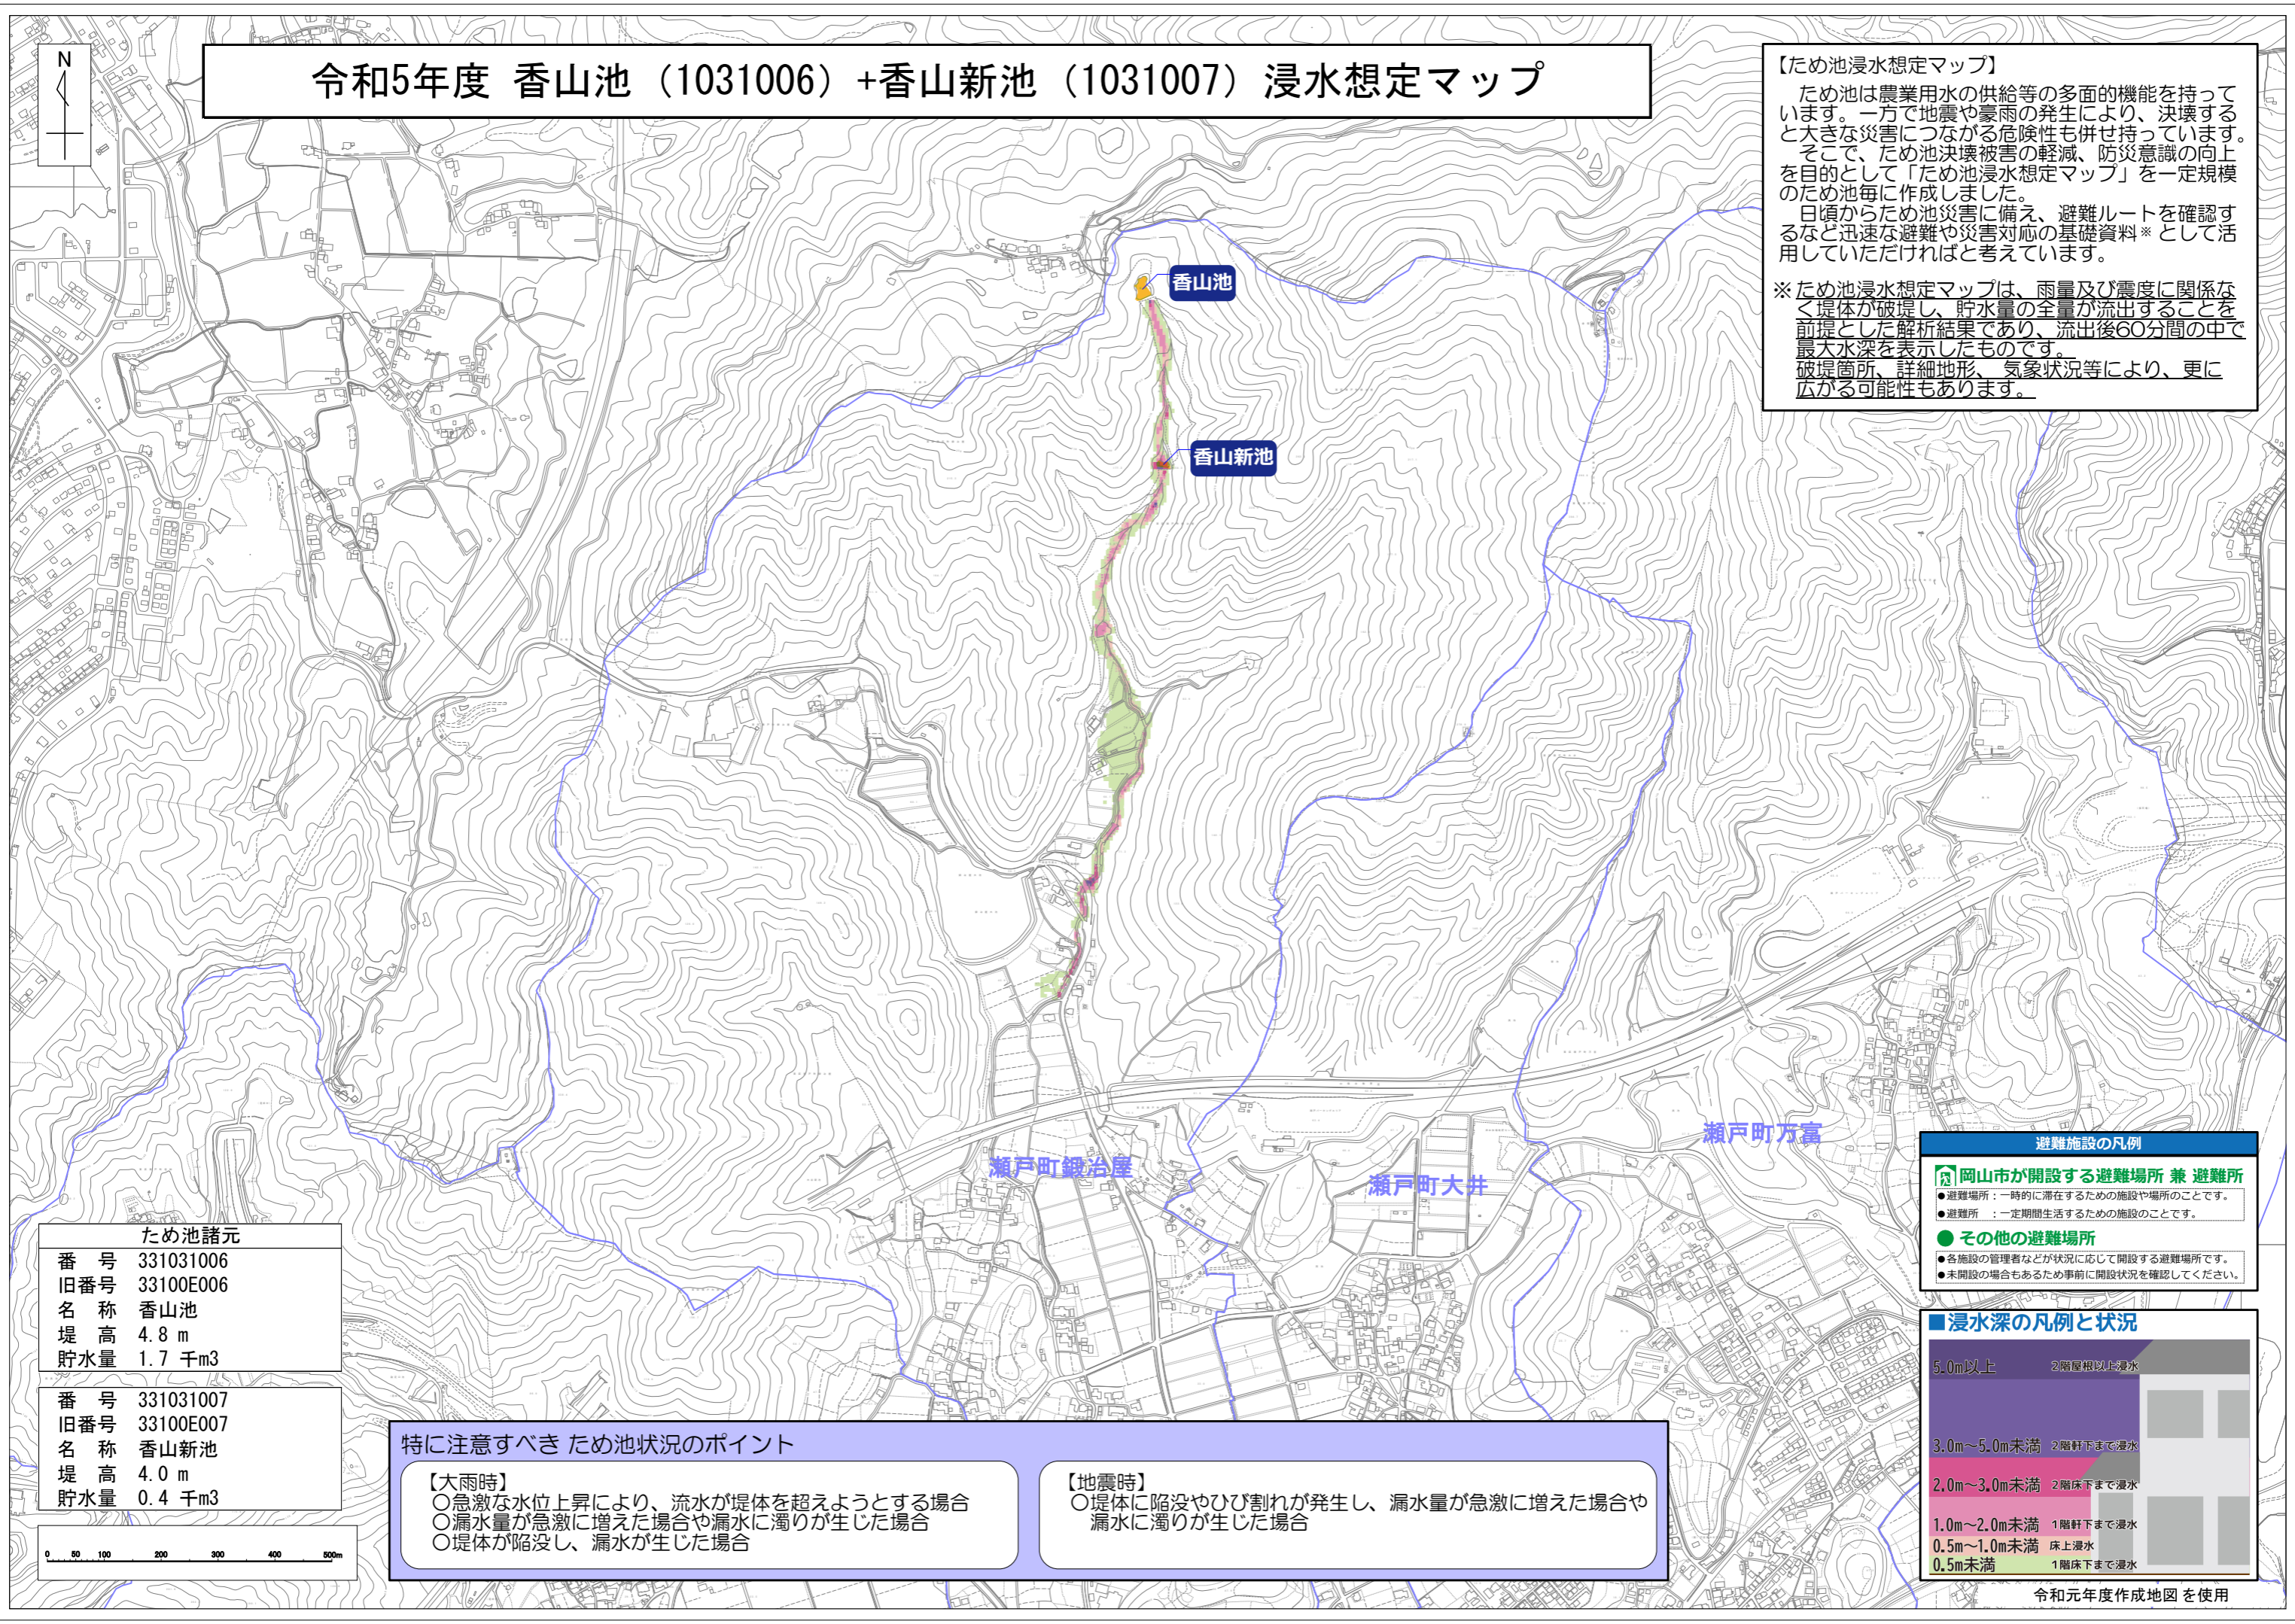 N
令和5年度 香山池（1031006）+香山新池（1031007）浸水想定マップ
【ため池浸水想定マップ】
ため池は農業用水の供給等の多面的機能を持って
います。一方で地震や豪雨の発生により、決壊する
と大きな災害につながる危険性も併せ持っています。
そこで、ため池決壊被害の軽減、防災意識の向上
を目的として「ため池浸水想定マップ」を一定規模
のため池毎に作成しました。
日頃からため池災害に備え、避難ルートを確認す
るなど迅速な避難や災害対応の基礎資料※として活
用していただければと考えています。
※ため池浸水想定マップは、雨量及び震度に関係な
く堤体が破堤し、貯水量の全量が流出することを
前提とした解析結果であり、流出後60分間の中で
最大水深を表示したものです。
破堤箇所、詳細地形、気象状況等により、更に
広がる可能性もあります。
香山池
香山新池
瀬戸町万富
瀬戸町鍛冶屋
瀬戸町大井
避難施設の凡例
岡山市が開設する避難場所 兼 避難所
●避難場所：一時的に滞在するための施設や場所のことです。
●避難所　：一定期間生活するための施設のことです。
●その他の避難場所
●各施設の管理者などが状況に応じて開設する避難場所です。
●未開設の場合もあるため事前に開設状況を確認してください。
ため池諸元
番　号 331031006
旧番号 33100E006
名　称 香山池
堤　高 4.8 m
貯水量 1.7 千m3
番　号 331031007
旧番号 33100E007
名　称 香山新池
堤　高 4.0 m
貯水量 0.4 千m3
0 50 100 200 300 400 500m
特に注意すべき ため池状況のポイント
【大雨時】
〇急激な水位上昇により、流水が堤体を超えようとする場合
〇漏水量が急激に増えた場合や漏水に濁りが生じた場合
〇堤体が陥没し、漏水が生じた場合
【地震時】
〇堤体に陥没やひび割れが発生し、漏水量が急激に増えた場合や
漏水に濁りが生じた場合
■浸水深の凡例と状況
5.0m以上 2階屋根以上浸水
3.0m～5.0m未満 2階軒下まで浸水
2.0m～3.0m未満 2階床下まで浸水
1.0m～2.0m未満 1階軒下まで浸水
0.5m～1.0m未満 床上浸水
0.5m未満 1階床下まで浸水
令和元年度作成地図を使用